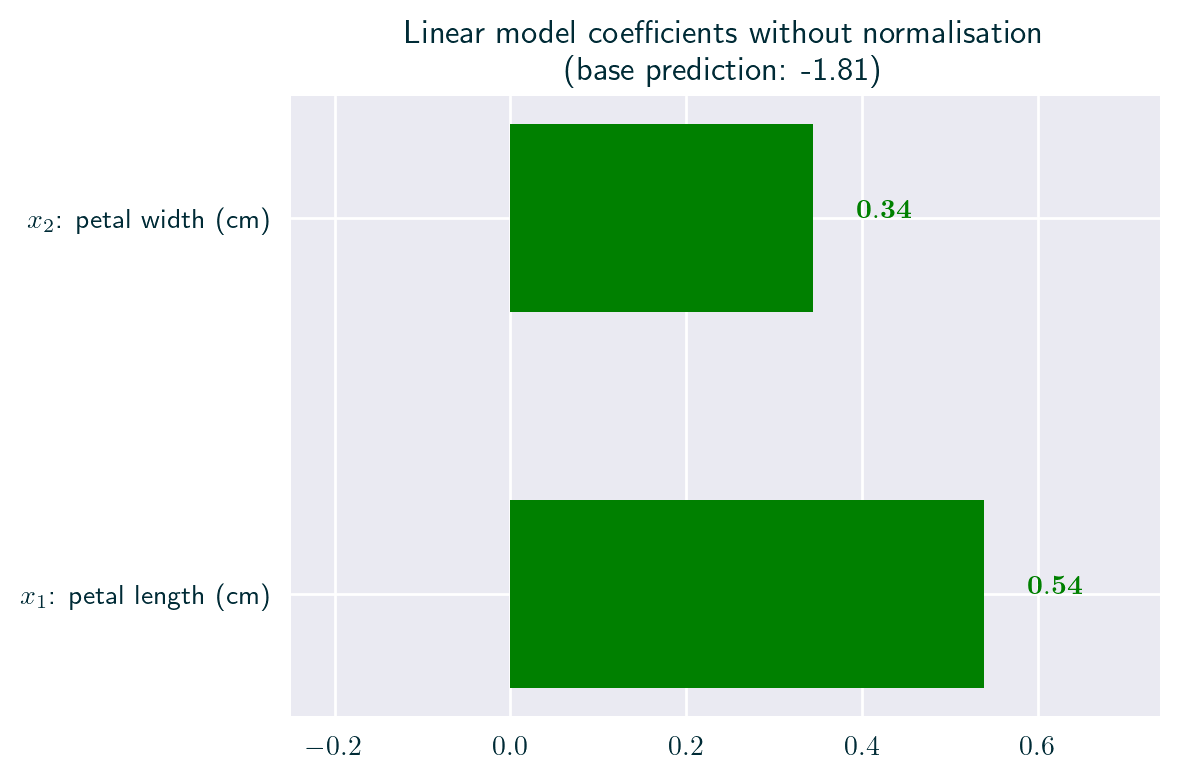 Linear model coefficients without normalisation
(base prediction: -1.81)
x₂: petal width (cm)
0.34
x₁: petal length (cm)
0.54
−0.2
0.0
0.2
0.4
0.6